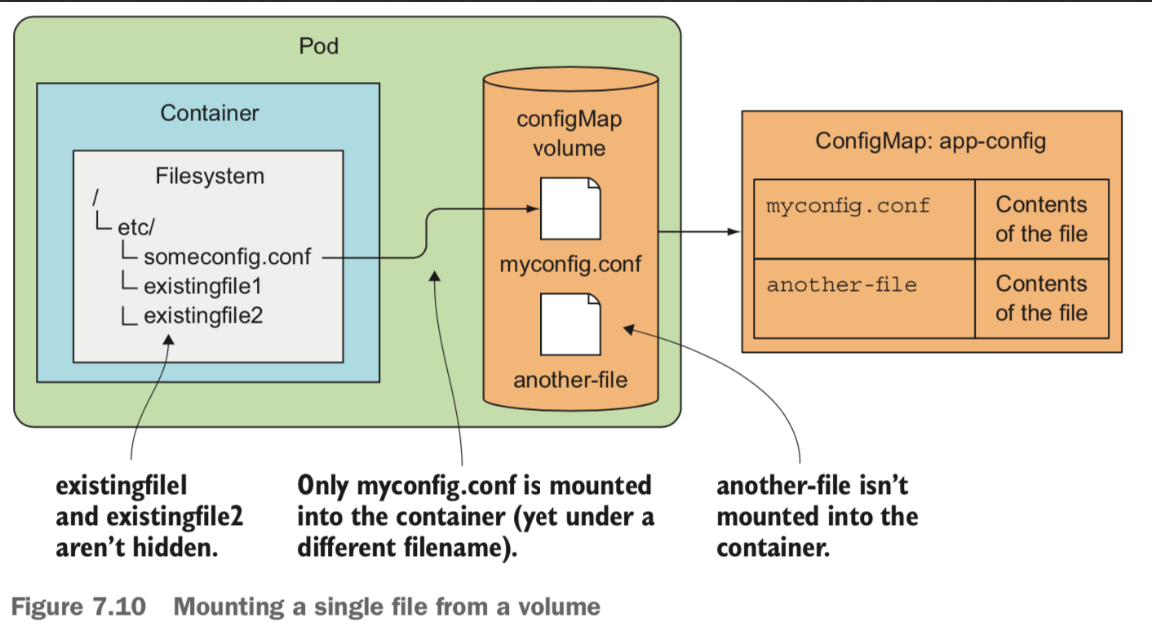 Pod
Container
Filesystem
/
etc/
someconfig.conf
existingfile1
existingfile2
configMap
volume
myconfig.conf
another-file
ConfigMap: app-config
myconfig.conf
Contents
of the file
another-file
Contents
of the file
existingfile1
and existingfile2
aren't hidden.
Only myconfig.conf is mounted
into the container (yet under a
different filename).
another-file isn't
mounted into the
container.
Figure 7.10 Mounting a single file from a volume